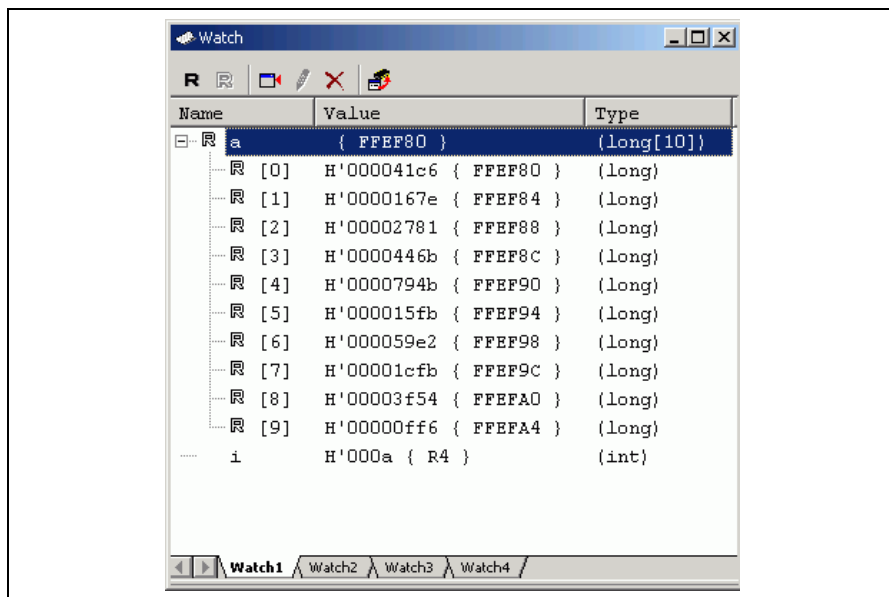 Watch
R R
Name Value Type
R a { FFEF80 } (long[10])
R [0] H'000041c6 { FFEF80 } (long)
R [1] H'0000167e { FFEF84 } (long)
R [2] H'00002781 { FFEF88 } (long)
R [3] H'0000446b { FFEF8C } (long)
R [4] H'0000794b { FFEF90 } (long)
R [5] H'000015fb { FFEF94 } (long)
R [6] H'000059e2 { FFEF98 } (long)
R [7] H'00001cfb { FFEF9C } (long)
R [8] H'00003f54 { FFEFA0 } (long)
R [9] H'00000ff6 { FFEFA4 } (long)
i H'000a { R4 } (int)
Watch1 Watch2 Watch3 Watch4